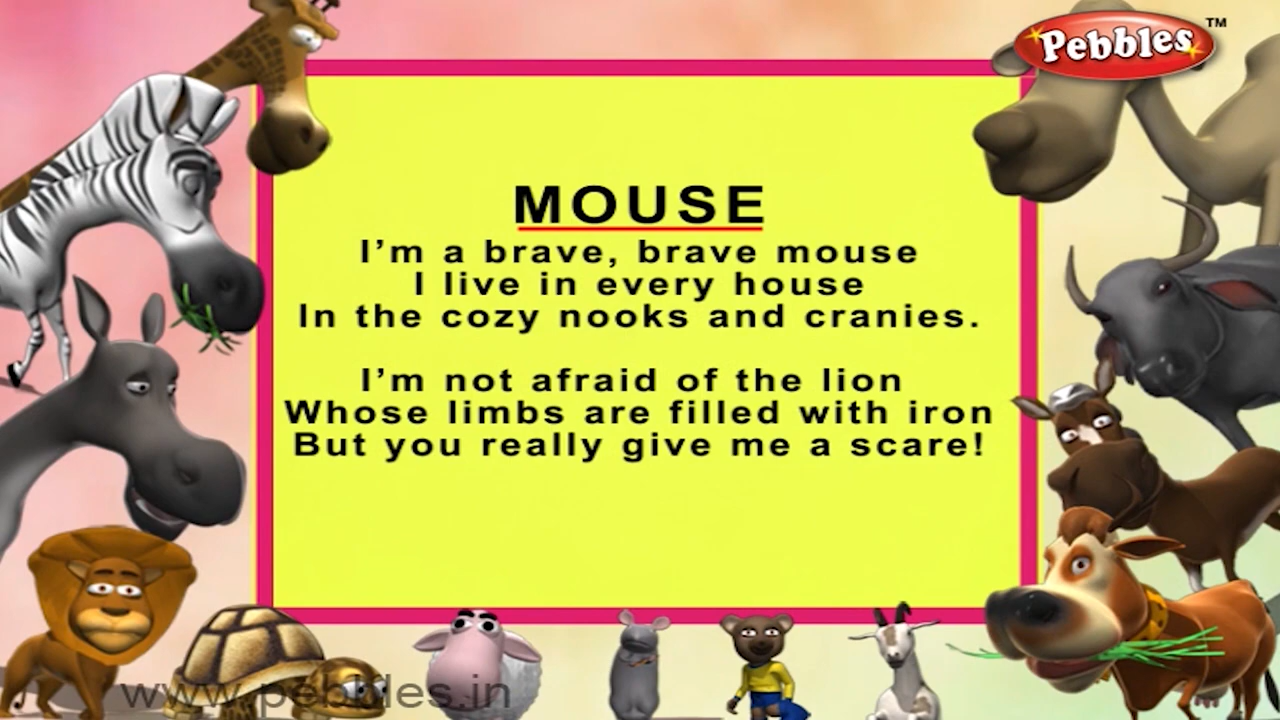 Pebbles™
MOUSE
I'm a brave, brave mouse
I live in every house
In the cozy nooks and cranies.
I'm not afraid of the lion
Whose limbs are filled with iron
But you really give me a scare!
www.pebbles.in